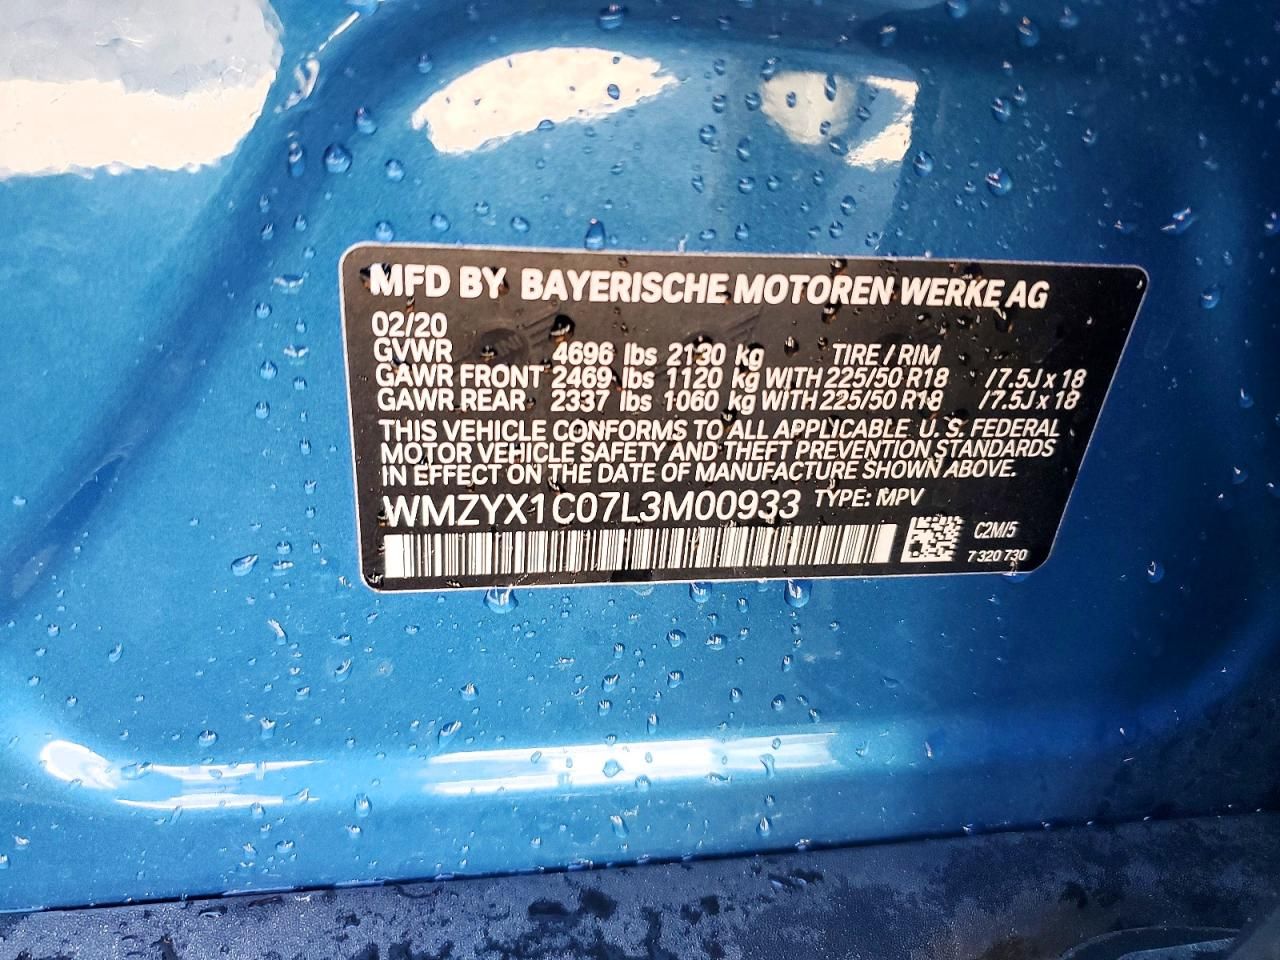 MFD BY BAYERISCHE MOTOREN WERKE AG
02/20
GVWR 4696 lbs 2130 kg TIRE / RIM
GAWR FRONT 2469 lbs 1120 kg WITH 225/50 R18 /7.5J x 18
GAWR REAR 2337 lbs 1060 kg WITH 225/50 R18 /7.5J x 18
THIS VEHICLE CONFORMS TO ALL APPLICABLE U. S. FEDERAL
MOTOR VEHICLE SAFETY AND THEFT PREVENTION STANDARDS
IN EFFECT ON THE DATE OF MANUFACTURE SHOWN ABOVE.
WMZYX1C07L3M00933 TYPE: MPV
C2M/5
7 320 730